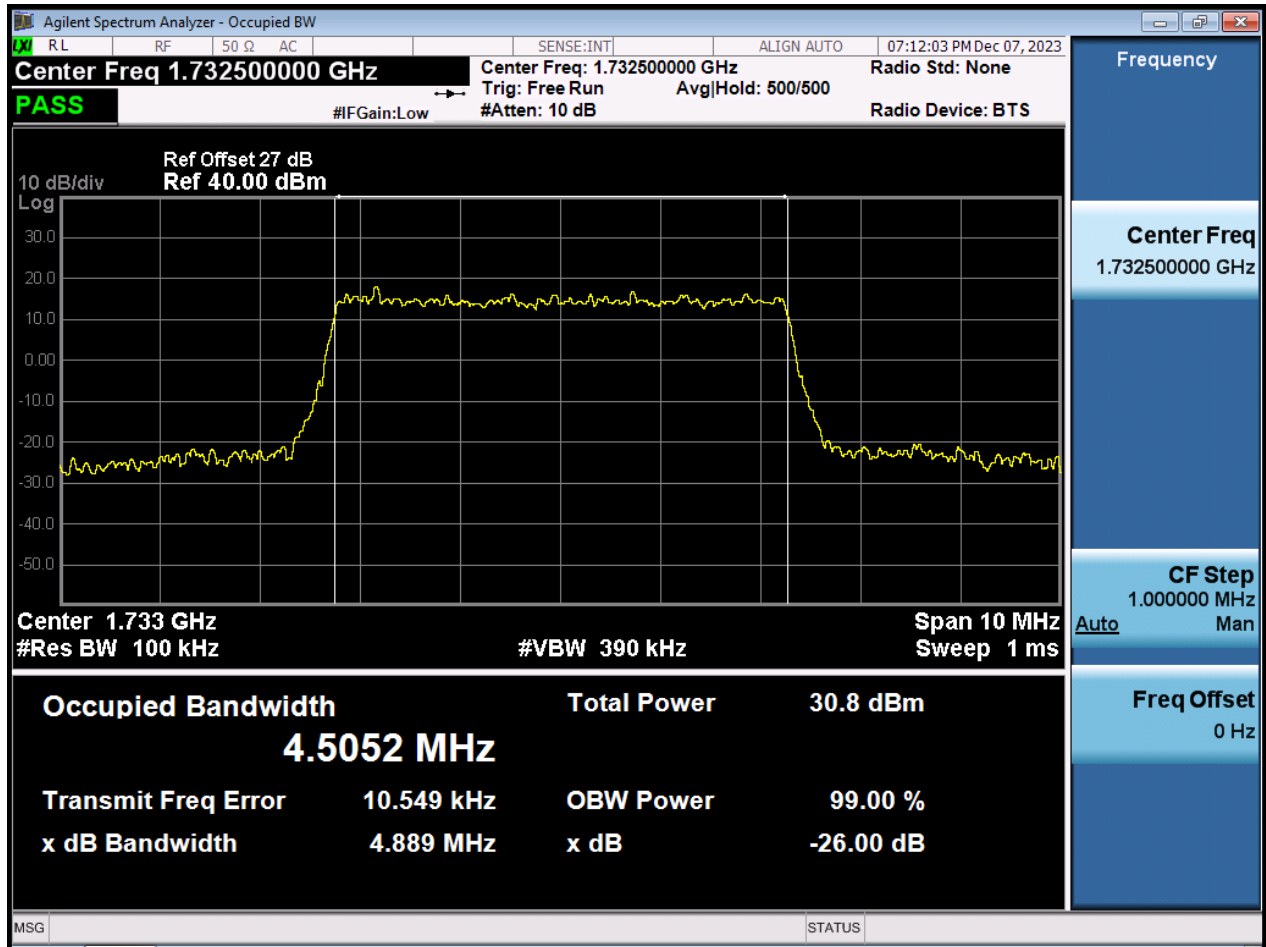 Agilent Spectrum Analyzer - Occupied BW
LXI RL RF 50 Ω AC SENSE:INT ALIGN AUTO 07:12:03 PM Dec 07, 2023
Center Freq 1.732500000 GHz
PASS
#IFGain:Low
Center Freq: 1.732500000 GHz
Trig: Free Run Avg|Hold: 500/500
#Atten: 10 dB
Radio Std: None
Radio Device: BTS
Ref Offset 27 dB
10 dB/div Ref 40.00 dBm
Log
30.0
20.0
10.0
0.00
-10.0
-20.0
-30.0
-40.0
-50.0
Center 1.733 GHz Span 10 MHz
#Res BW 100 kHz #VBW 390 kHz Sweep 1 ms
Occupied Bandwidth Total Power 30.8 dBm
4.5052 MHz
Transmit Freq Error 10.549 kHz OBW Power 99.00 %
x dB Bandwidth 4.889 MHz x dB -26.00 dB
MSG STATUS
Frequency
Center Freq
1.732500000 GHz
CF Step
1.000000 MHz
Auto Man
Freq Offset
0 Hz